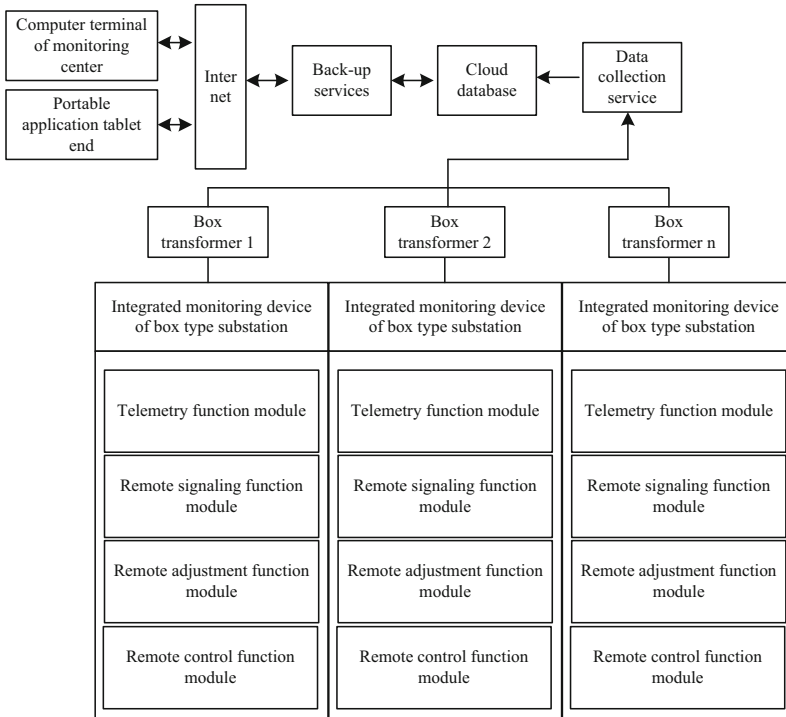 Computer terminal
of monitoring
center
Portable
application tablet
end
Inter
net
Back-up
services
Cloud
database
Data
collection
service
Box
transformer 1
Box
transformer 2
Box
transformer n
Integrated monitoring device
of box type substation
Integrated monitoring device
of box type substation
Integrated monitoring device
of box type substation
Telemetry function module
Telemetry function module
Telemetry function module
Remote signaling function
module
Remote signaling function
module
Remote signaling function
module
Remote adjustment function
module
Remote adjustment function
module
Remote adjustment function
module
Remote control function
module
Remote control function
module
Remote control function
module